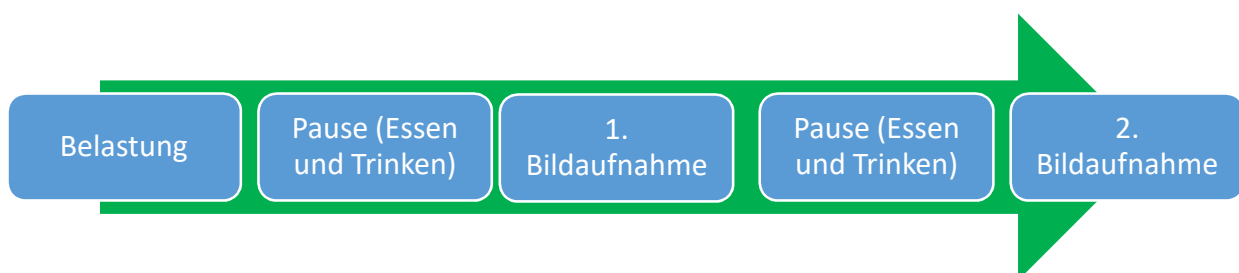 Belastung
Pause (Essen
und Trinken)
1.
Bildaufnahme
Pause (Essen
und Trinken)
2.
Bildaufnahme